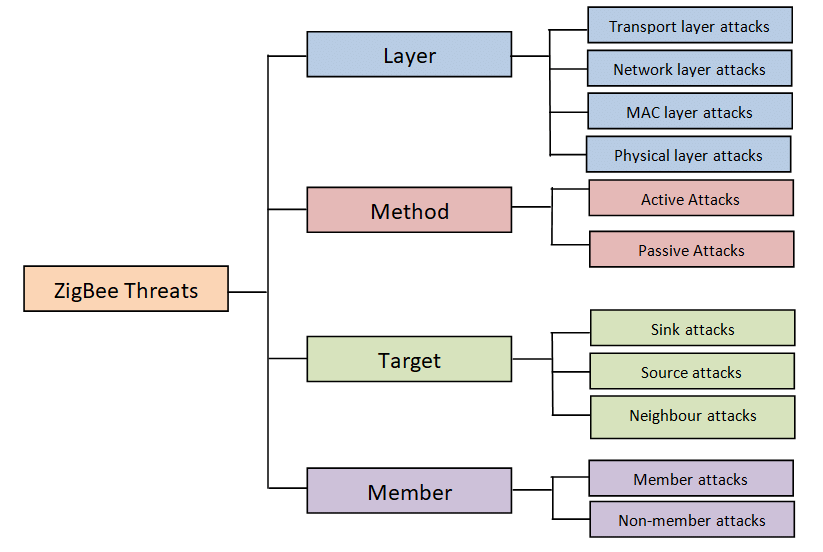 ZigBee Threats
Layer
Transport layer attacks
Network layer attacks
MAC layer attacks
Physical layer attacks
Method
Active Attacks
Passive Attacks
Target
Sink attacks
Source attacks
Neighbour attacks
Member
Member attacks
Non-member attacks